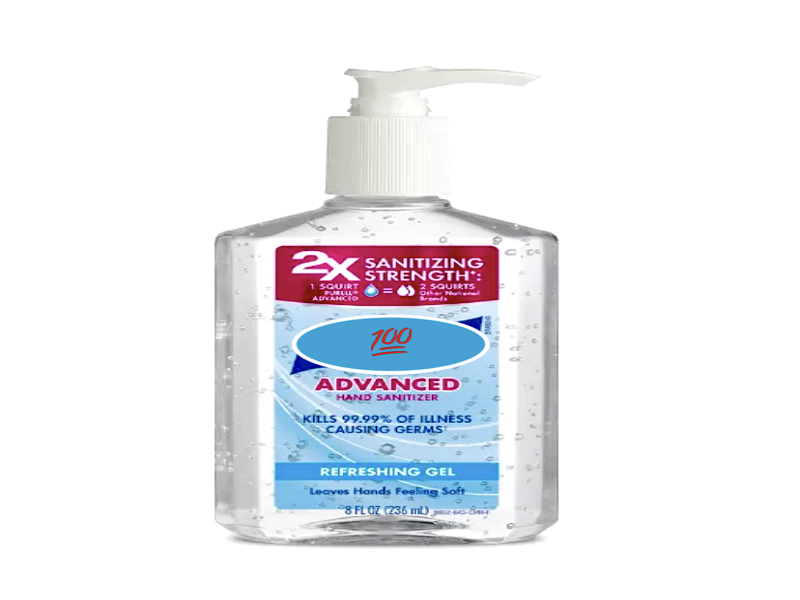 2X SANITIZING
STRENGTH*:
1 SQUIRT
PURELL®
ADVANCED
=
2 SQUIRTS
Other National
Brands
💯
ADVANCED
HAND SANITIZER
KILLS 99.99% OF ILLNESS
CAUSING GERMS†
REFRESHING GEL
Leaves Hands Feeling Soft
8 FL OZ (236 mL)